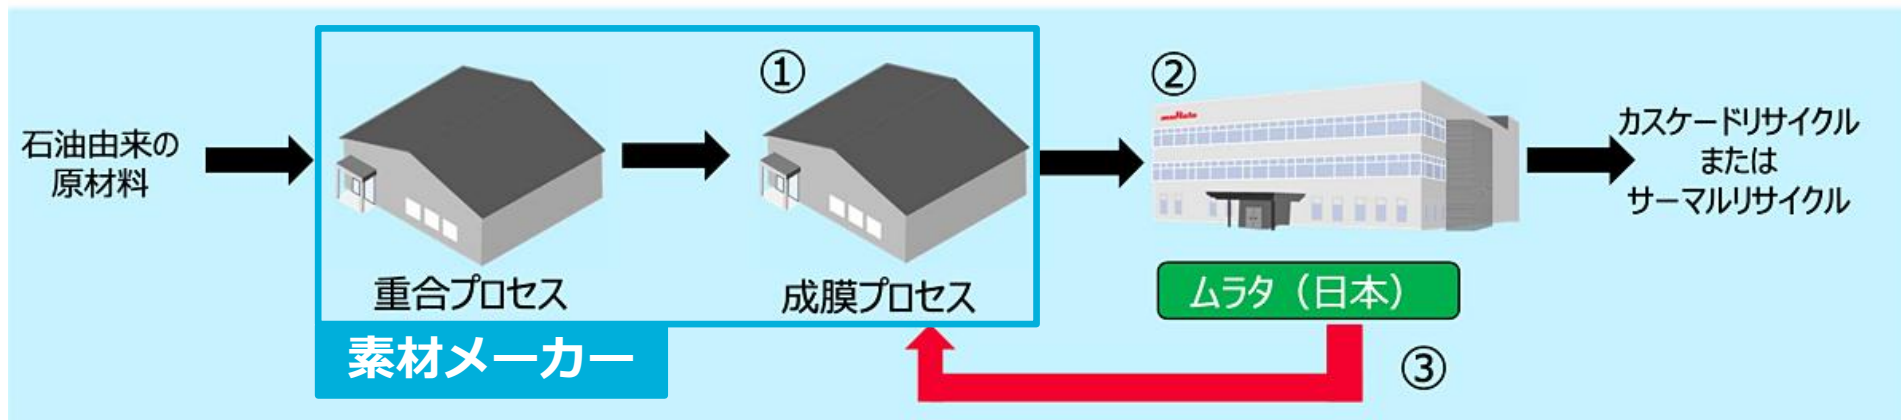 石油由来の
原材料
①
②
muRata
カスケードリサイクル
または
サーマルリサイクル
重合プロセス
成膜プロセス
ムラタ（日本）
素材メーカー
③